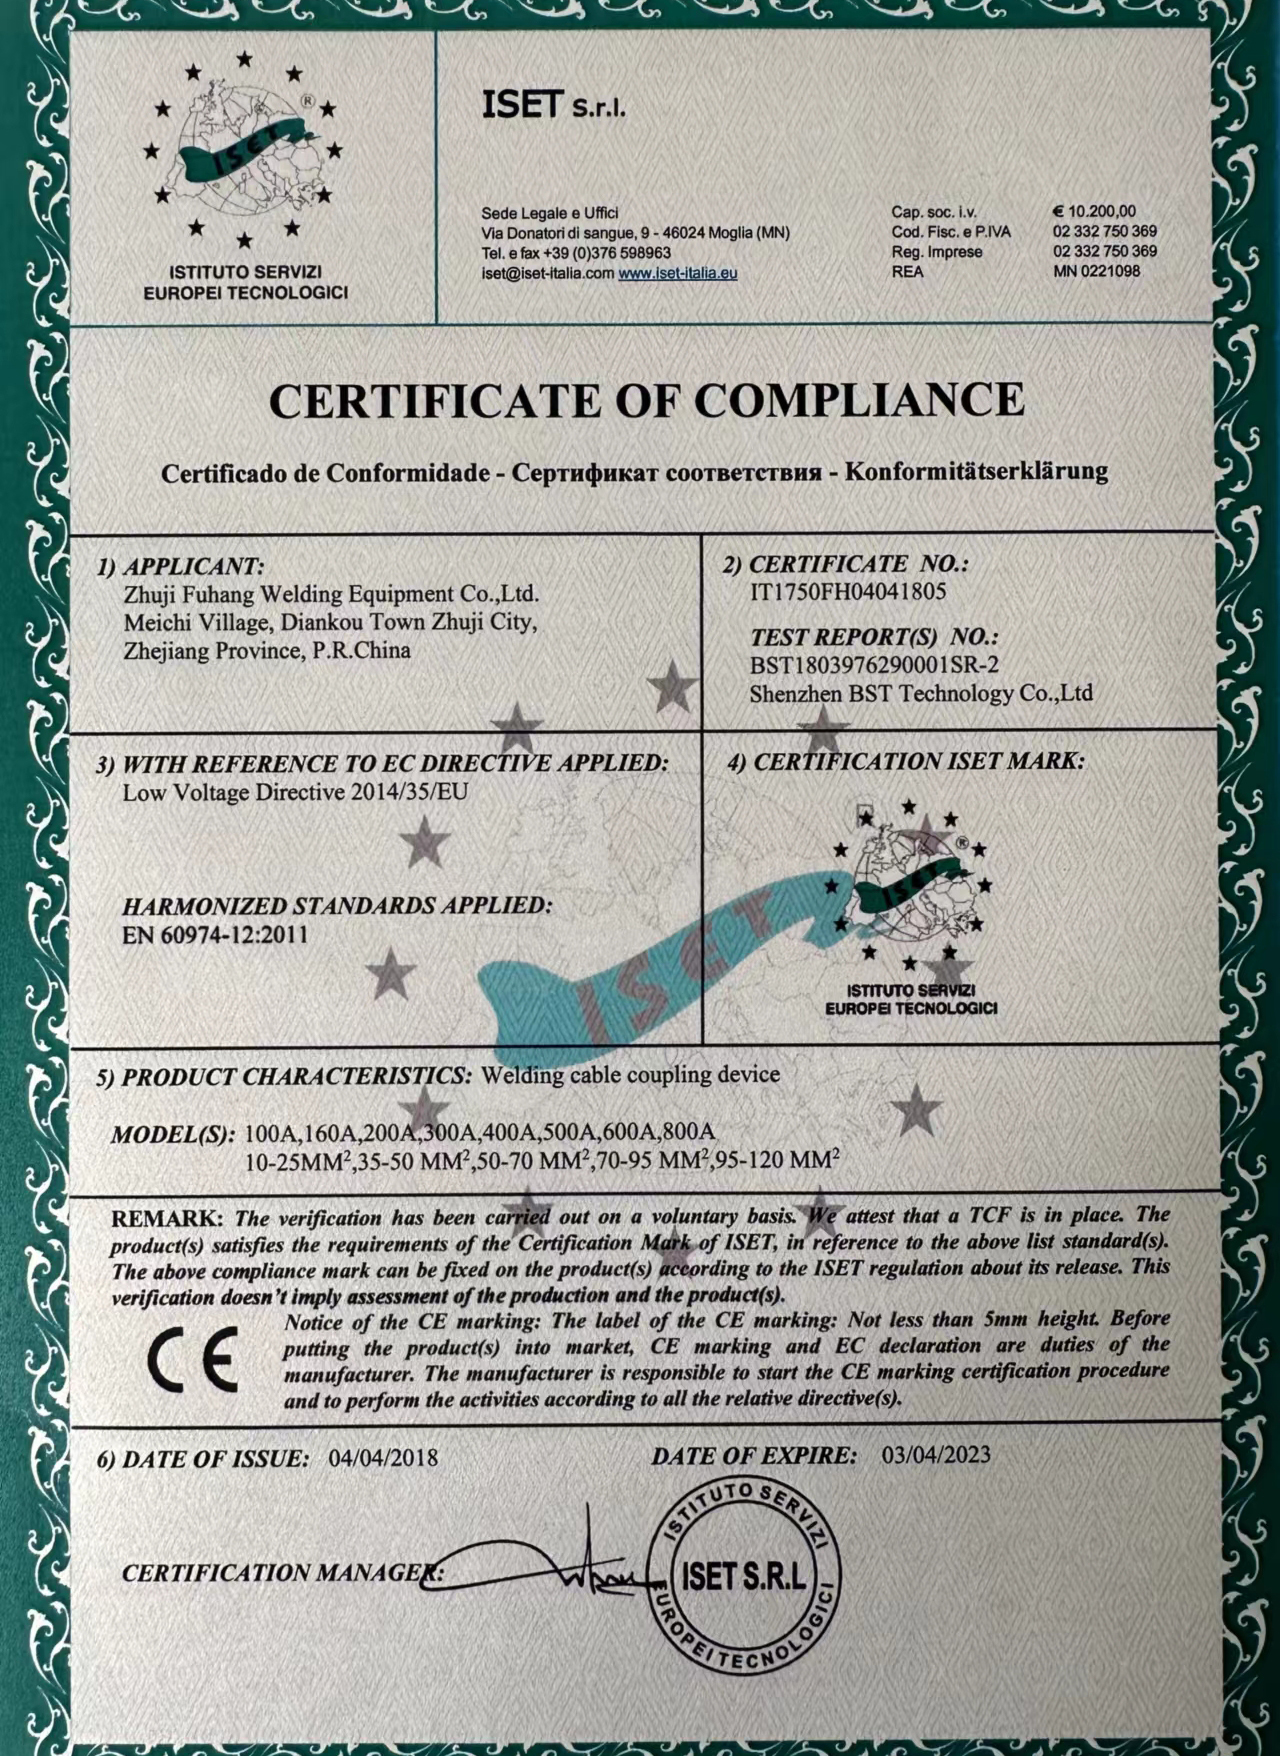 ISET
®
ISTITUTO SERVIZI
EUROPEI TECNOLOGICI
ISET s.r.l.
Sede Legale e Uffici
Via Donatori di sangue, 9 - 46024 Moglia (MN)
Tel. e fax +39 (0)376 598963
iset@iset-italia.com www.iset-italia.eu
Cap. soc. i.v. € 10.200,00
Cod. Fisc. e P.IVA 02 332 750 369
Reg. Imprese 02 332 750 369
REA MN 0221098
CERTIFICATE OF COMPLIANCE
Certificado de Conformidade - Сертификат соответствия - Konformitätserklärung
1) APPLICANT:
Zhuji Fuhang Welding Equipment Co.,Ltd.
Meichi Village, Diankou Town Zhuji City,
Zhejiang Province, P.R.China
2) CERTIFICATE NO.:
IT1750FH04041805
TEST REPORT(S) NO.:
BST1803976290001SR-2
Shenzhen BST Technology Co.,Ltd
3) WITH REFERENCE TO EC DIRECTIVE APPLIED:
Low Voltage Directive 2014/35/EU
HARMONIZED STANDARDS APPLIED:
EN 60974-12:2011
4) CERTIFICATION ISET MARK:
ISET
®
ISTITUTO SERVIZI
EUROPEI TECNOLOGICI
ISET
5) PRODUCT CHARACTERISTICS: Welding cable coupling device
MODEL(S): 100A,160A,200A,300A,400A,500A,600A,800A
10-25MM²,35-50 MM²,50-70 MM²,70-95 MM²,95-120 MM²
REMARK: The verification has been carried out on a voluntary basis. We attest that a TCF is in place. The
product(s) satisfies the requirements of the Certification Mark of ISET, in reference to the above list standard(s).
The above compliance mark can be fixed on the product(s) according to the ISET regulation about its release. This
verification doesn't imply assessment of the production and the product(s).
CE
Notice of the CE marking: The label of the CE marking: Not less than 5mm height. Before
putting the product(s) into market, CE marking and EC declaration are duties of the
manufacturer. The manufacturer is responsible to start the CE marking certification procedure
and to perform the activities according to all the relative directive(s).
6) DATE OF ISSUE: 04/04/2018
DATE OF EXPIRE: 03/04/2023
CERTIFICATION MANAGER:
ISTITUTO SERVIZI
ISET S.R.L
EUROPEI TECNOLOGICI